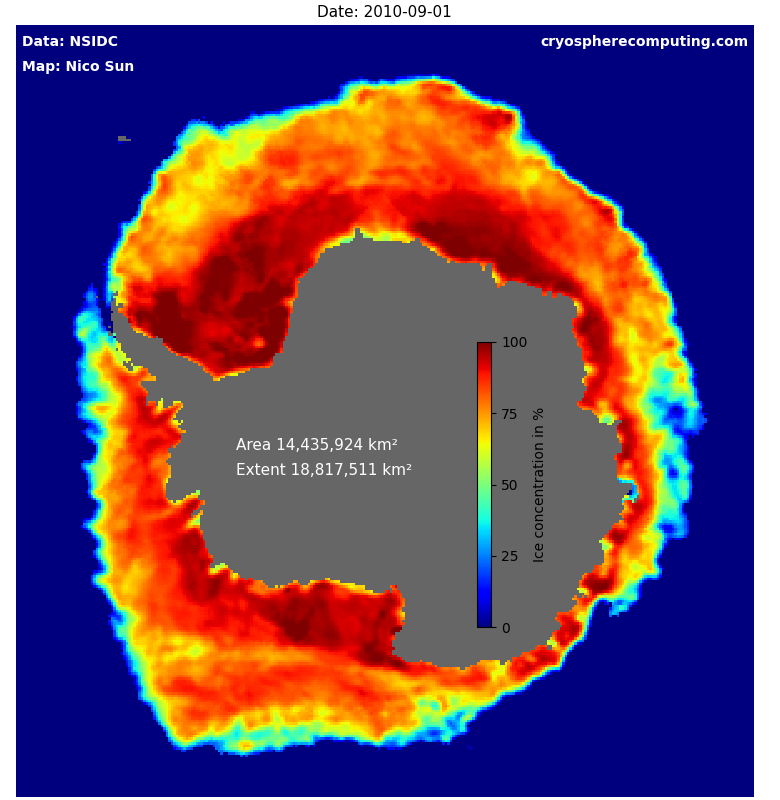 Date: 2010-09-01
Data: NSIDC
cryospherecomputing.com
Map: Nico Sun
100
75
50
25
0
Ice concentration in %
Area 14,435,924 km²
Extent 18,817,511 km²